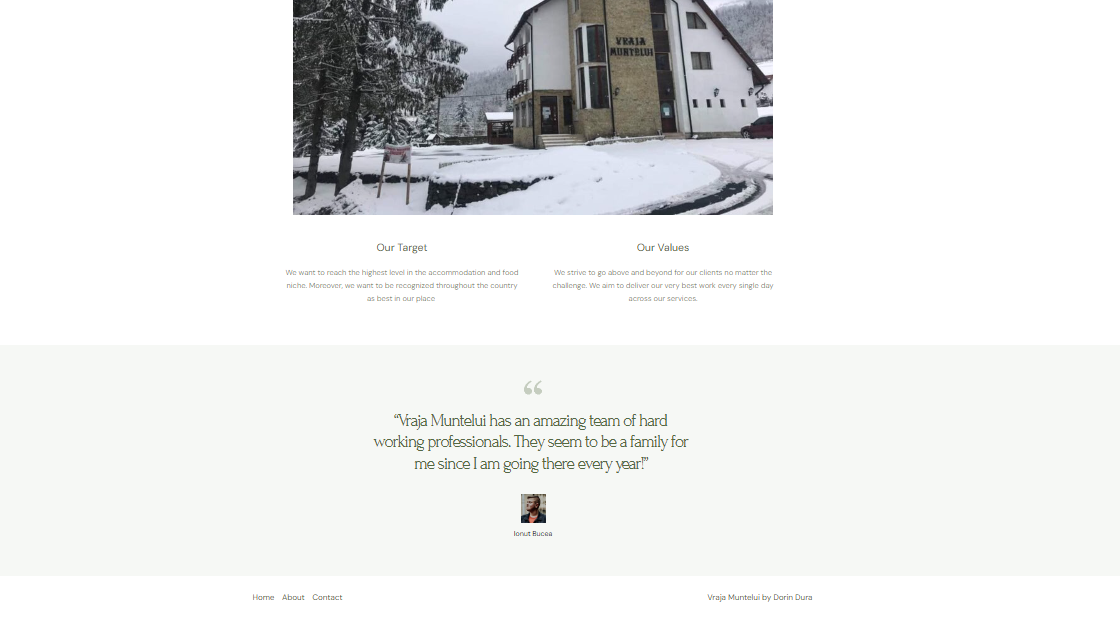 VRAJA
MUNTELUI
Our Target
We want to reach the highest level in the accommodation and food
niche. Moreover, we want to be recognized throughout the country
as best in our place
Our Values
We strive to go above and beyond for our clients no matter the
challenge. We aim to deliver our very best work every single day
across our services.
“
“Vraja Muntelui has an amazing team of hard
working professionals. They seem to be a family for
me since I am going there every year!”
Ionut Bucea
Home About Contact
Vraja Muntelui by Dorin Dura